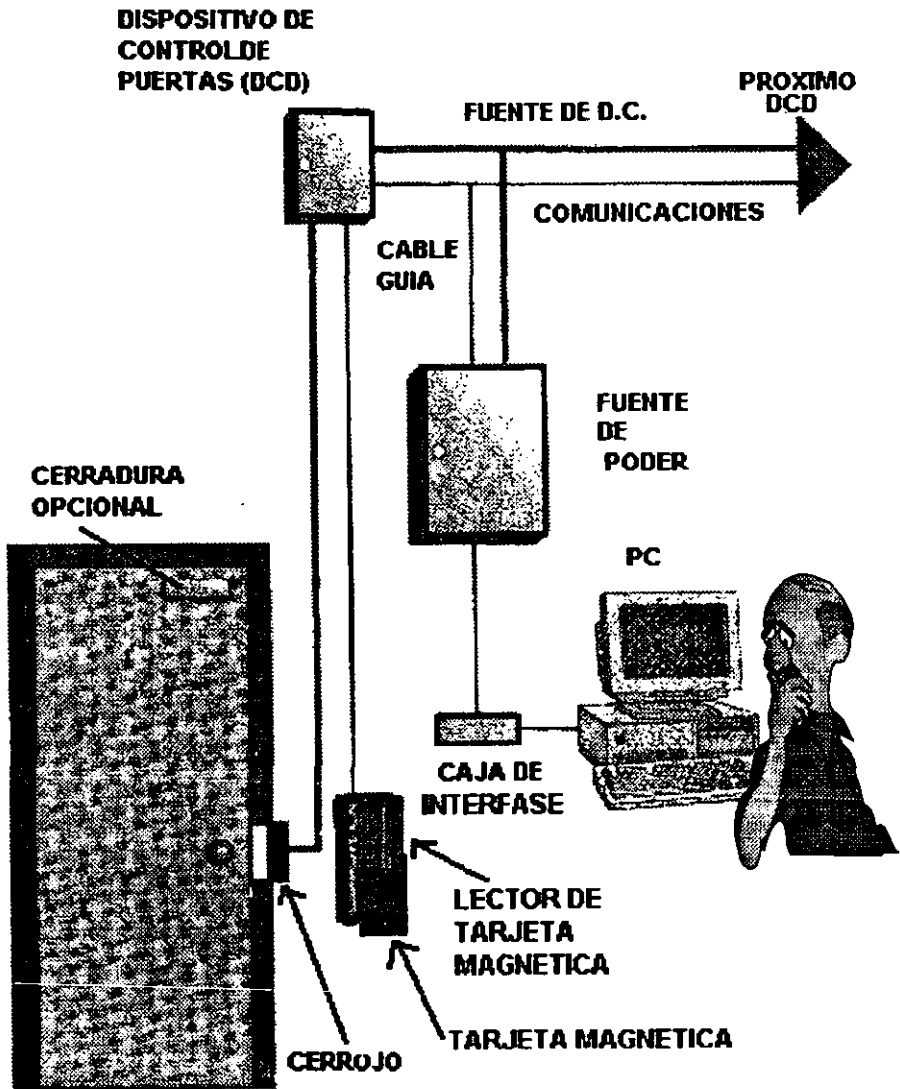 DISPOSITIVO DE
CONTROLDE
PUERTAS (DCD)
PROXIMO
DCD
FUENTE DE D.C.
COMUNICACIONES
CABLE
GUIA
FUENTE
DE
PODER
CERRADURA
OPCIONAL
PC
CAJA DE
INTERFASE
LECTOR DE
TARJETA
MAGNETICA
TARJETA MAGNETICA
CERROJO